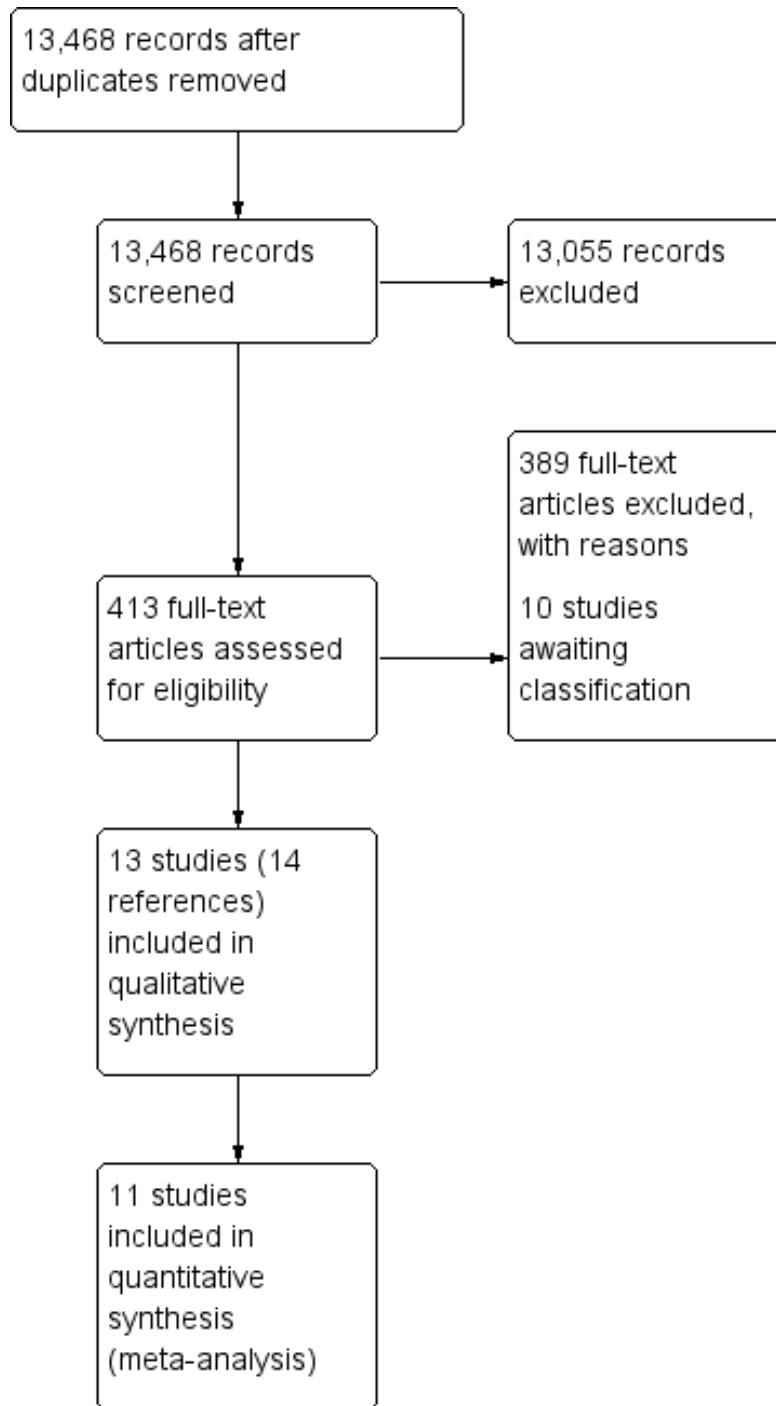 13,468 records after
duplicates removed
13,468 records
screened
13,055 records
excluded
389 full-text
articles excluded,
with reasons
10 studies
awaiting
classification
413 full-text
articles assessed
for eligibility
13 studies (14
references)
included in
qualitative
synthesis
11 studies
included in
quantitative
synthesis
(meta-analysis)